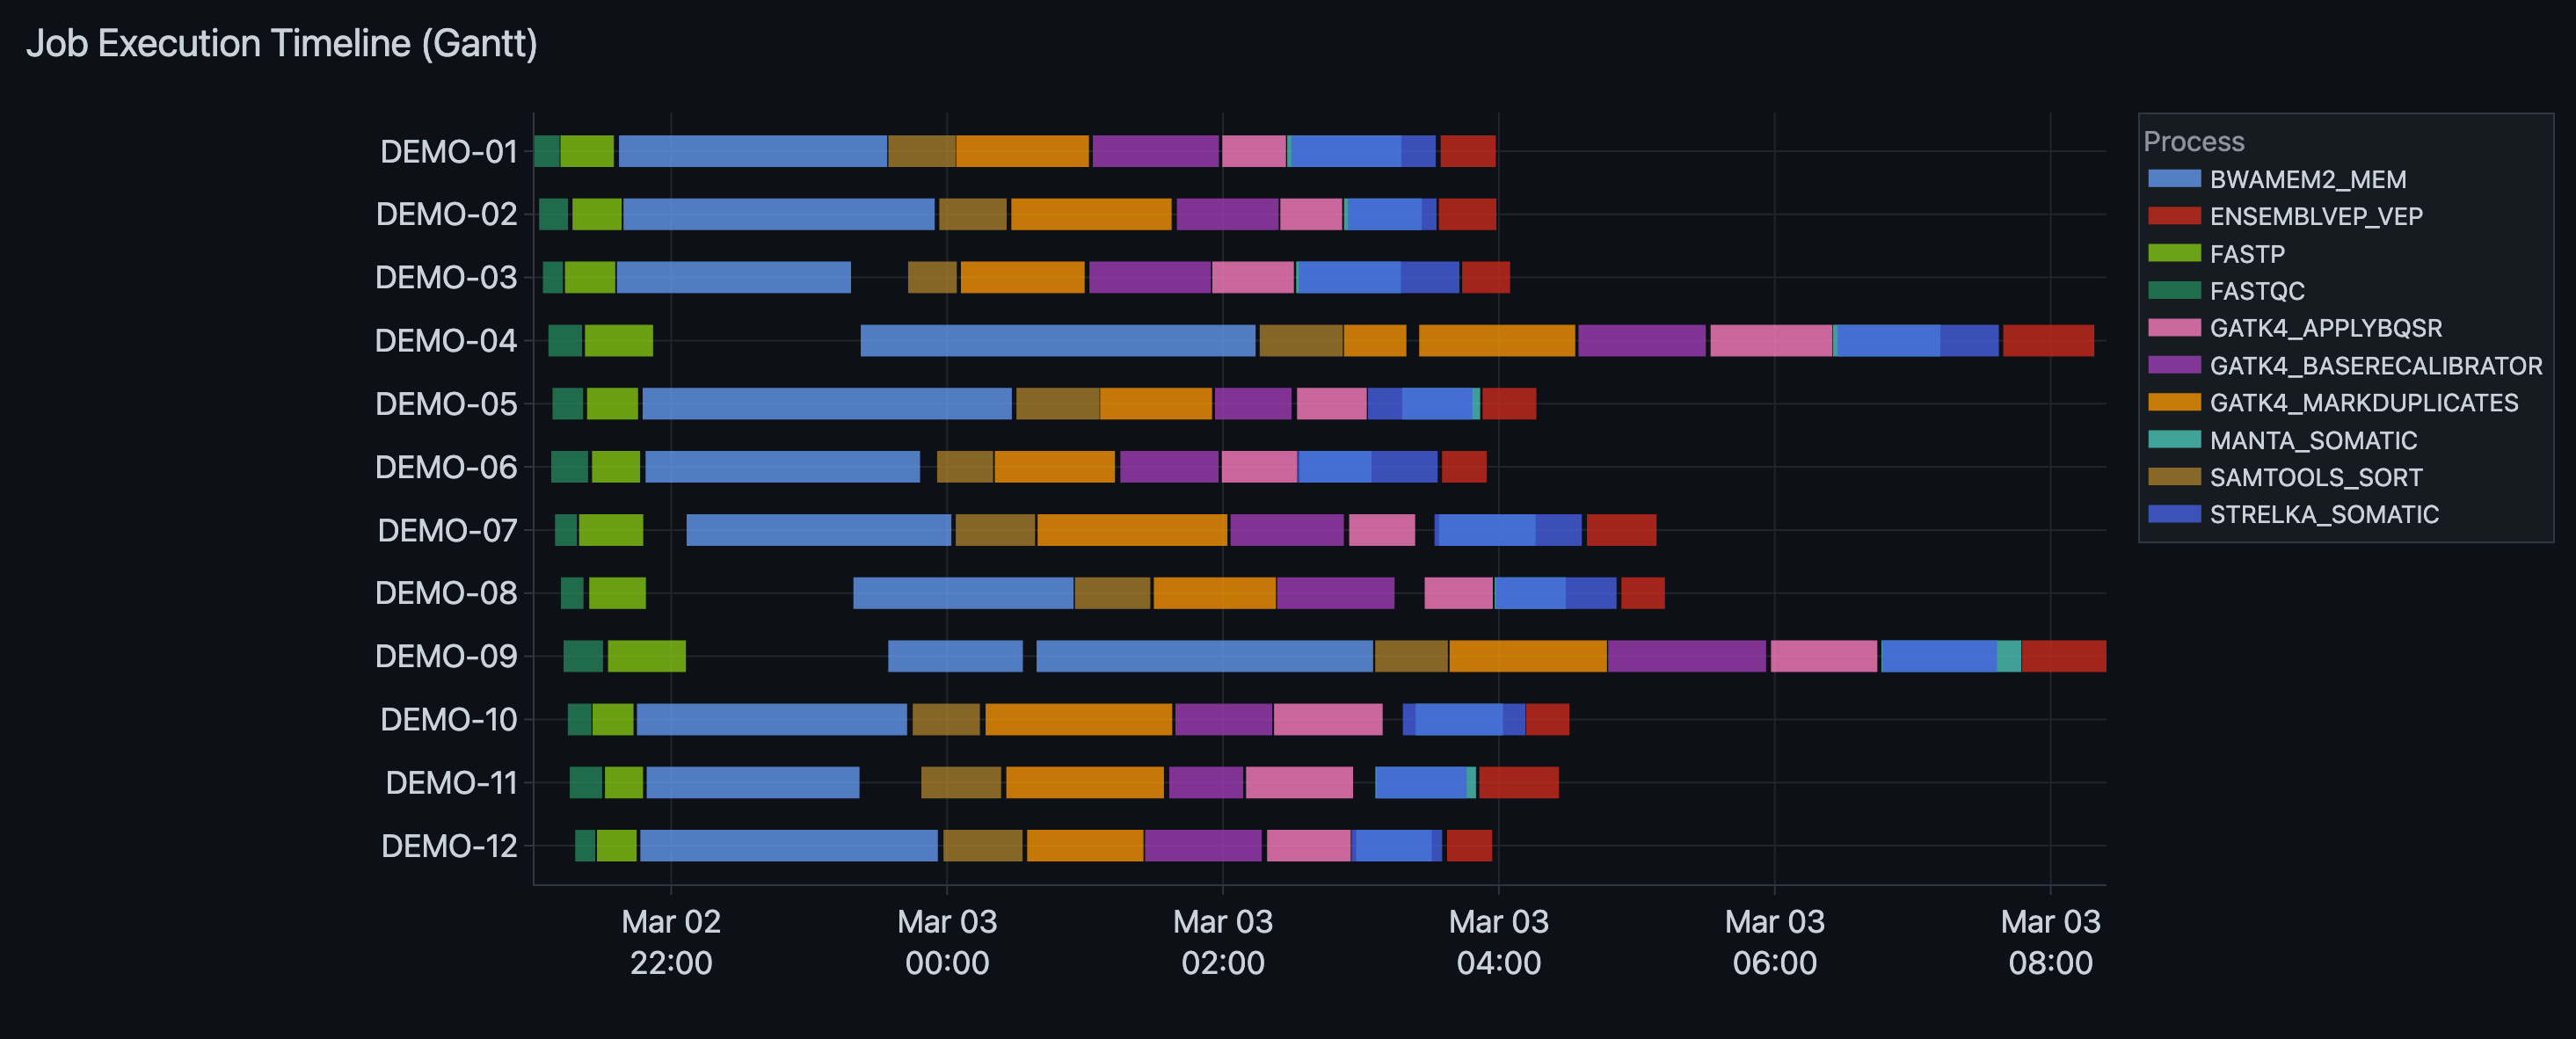 Job Execution Timeline (Gantt)
DEMO-01
DEMO-02
DEMO-03
DEMO-04
DEMO-05
DEMO-06
DEMO-07
DEMO-08
DEMO-09
DEMO-10
DEMO-11
DEMO-12
Mar 02
22:00
Mar 03
00:00
Mar 03
02:00
Mar 03
04:00
Mar 03
06:00
Mar 03
08:00
Process
BWAMEM2_MEM
ENSEMBLVEP_VEP
FASTP
FASTQC
GATK4_APPLYBQSR
GATK4_BASERECALIBRATOR
GATK4_MARKDUPLICATES
MANTA_SOMATIC
SAMTOOLS_SORT
STRELKA_SOMATIC